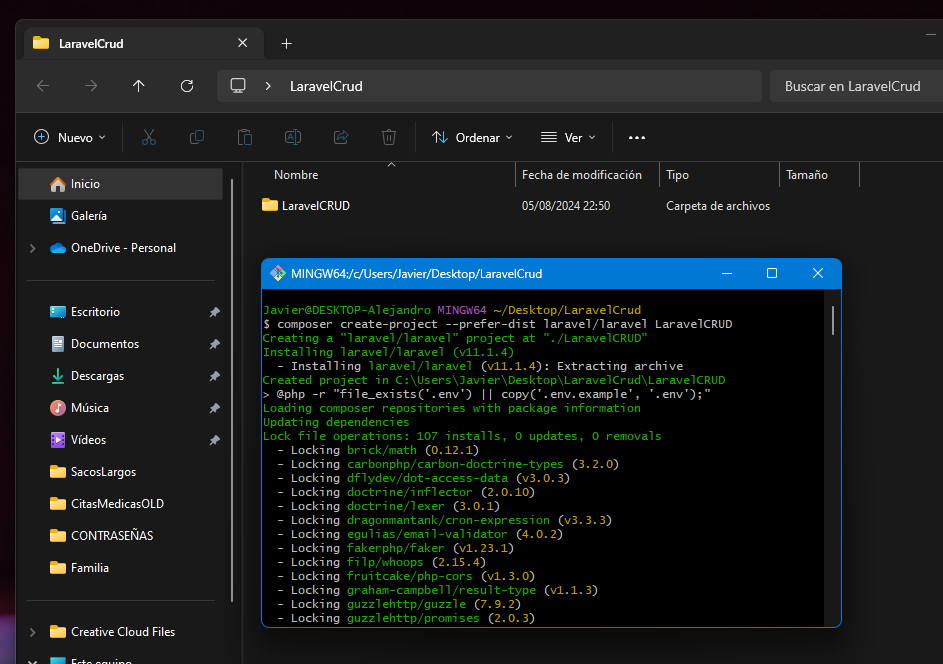 LaravelCrud
LaravelCrud
Buscar en LaravelCrud
Nuevo
Ordenar
Ver
Inicio
Galería
OneDrive - Personal
Escritorio
Documentos
Descargas
Música
Vídeos
SacosLargos
CitasMedicasOLD
CONTRASEÑAS
Familia
Creative Cloud Files
Este equipo
Nombre Fecha de modificación Tipo Tamaño
LaravelCRUD 05/08/2024 22:50 Carpeta de archivos
MINGW64:/c/Users/Javier/Desktop/LaravelCrud
Javier@DESKTOP-Alejandro MINGW64 ~/Desktop/LaravelCrud
$ composer create-project --prefer-dist laravel/laravel LaravelCRUD
Creating a "laravel/laravel" project at "./LaravelCRUD"
Installing laravel/laravel (v11.1.4)
- Installing laravel/laravel (v11.1.4): Extracting archive
Created project in C:\Users\Javier\Desktop\LaravelCrud\LaravelCRUD
> @php -r "file_exists('.env') || copy('.env.example', '.env');"
Loading composer repositories with package information
Updating dependencies
Lock file operations: 107 installs, 0 updates, 0 removals
- Locking brick/math (0.12.1)
- Locking carbonphp/carbon-doctrine-types (3.2.0)
- Locking dflydev/dot-access-data (v3.0.3)
- Locking doctrine/inflector (2.0.10)
- Locking doctrine/lexer (3.0.1)
- Locking dragonmantank/cron-expression (v3.3.3)
- Locking egulias/email-validator (4.0.2)
- Locking fakerphp/faker (v1.23.1)
- Locking filp/whoops (2.15.4)
- Locking fruitcake/php-cors (v1.3.0)
- Locking graham-campbell/result-type (v1.1.3)
- Locking guzzlehttp/guzzle (7.9.2)
- Locking guzzlehttp/promises (2.0.3)